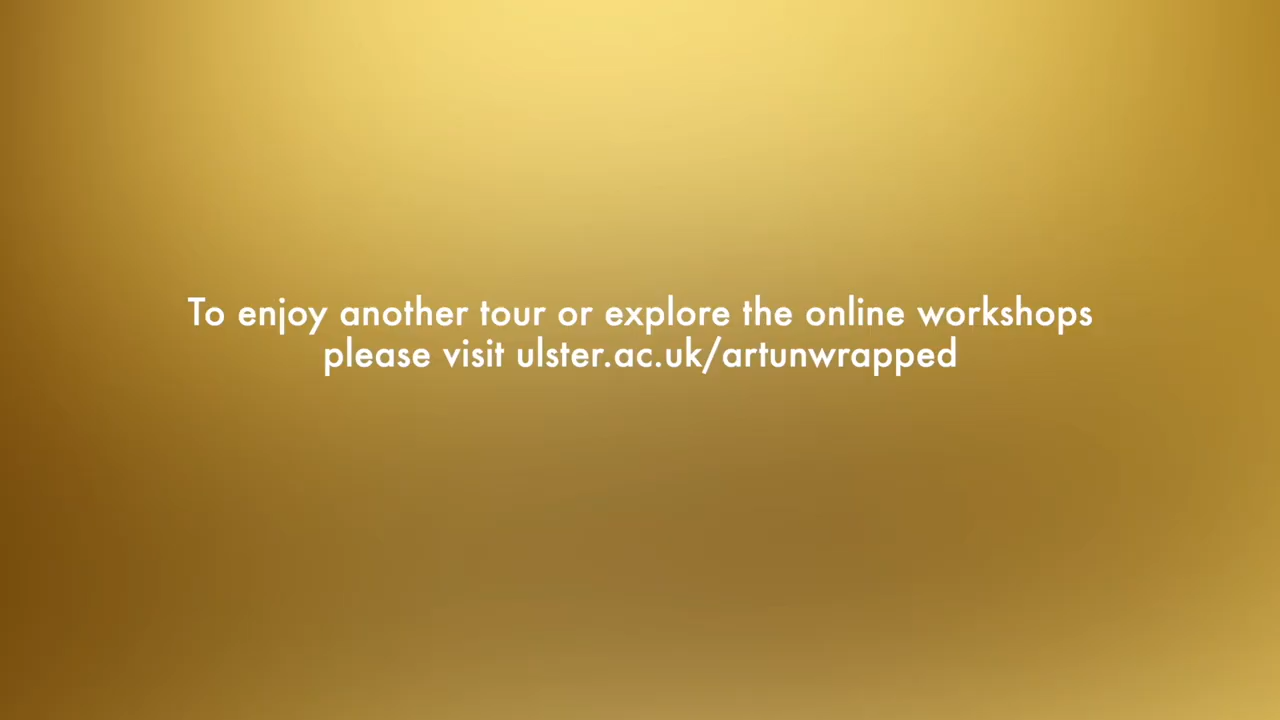 To enjoy another tour or explore the online workshops
please visit ulster.ac.uk/artunwrapped